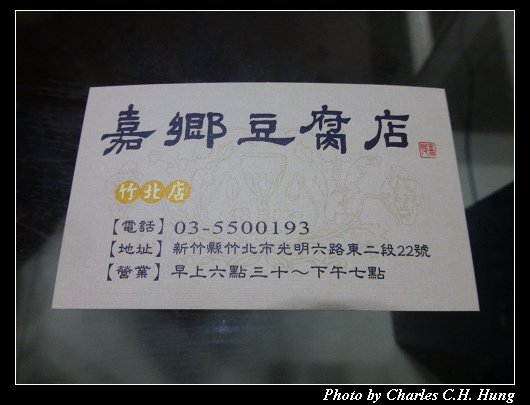 嘉鄉豆腐店
竹北店
【電話】03-5500193
【地址】新竹縣竹北市光明六路東二段22號
【營業】早上六點三十～下午七點
Photo by Charles C.H. Hung